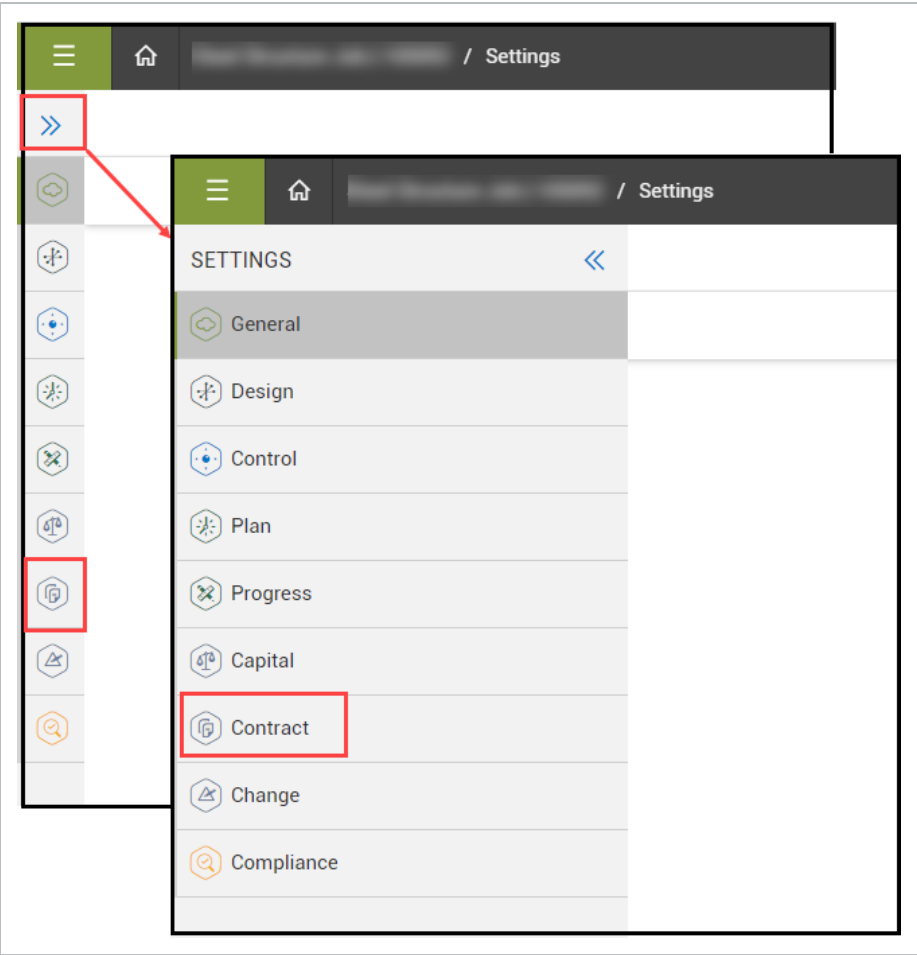 / Settings
/ Settings
SETTINGS
General
Design
Control
Plan
Progress
Capital
Contract
Change
Compliance